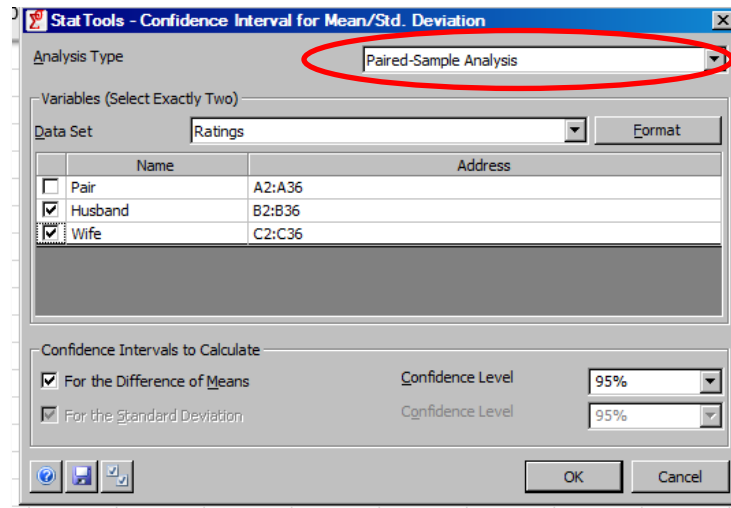 StatTools - Confidence Interval for Mean/Std. Deviation
Analysis Type Paired-Sample Analysis
Variables (Select Exactly Two)
Data Set Ratings Format
Name Address
Pair A2:A36
Husband B2:B36
Wife C2:C36
Confidence Intervals to Calculate
For the Difference of Means Confidence Level 95%
For the Standard Deviation Confidence Level 95%
OK Cancel